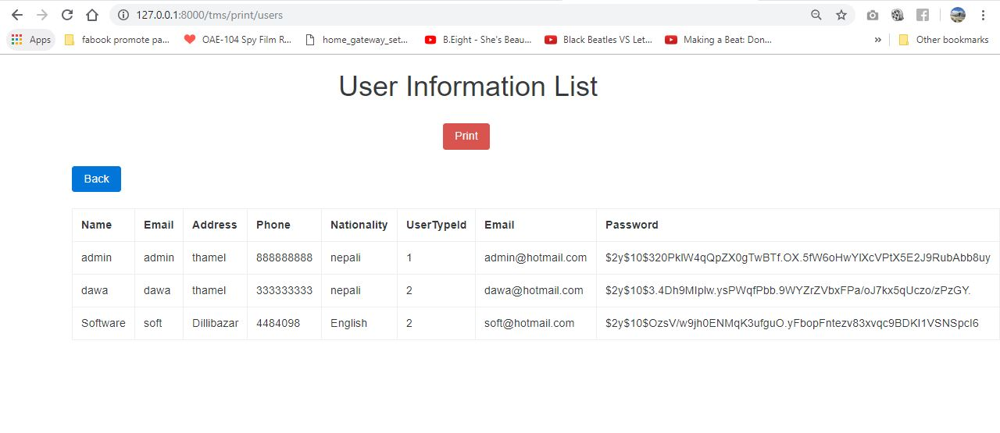 127.0.0.1:8000/tms/print/users
Apps fabook promote pa... OAE-104 Spy Film R... home_gateway_set... B.Eight - She's Beau... Black Beatles VS Let... Making a Beat: Don... » Other bookmarks
User Information List
Print
Back
Name Email Address Phone Nationality UserTypeId Email Password
admin admin thamel 888888888 nepali 1 admin@hotmail.com $2y$10$320PklW4qQpZX0gTwBTf.OX.5fW6oHwYlXcVPtX5E2J9RubAbb8uy
dawa dawa thamel 333333333 nepali 2 dawa@hotmail.com $2y$10$3.4Dh9MIplw.ysPWqfPbb.9WYZrZVbxFPa/oJ7kx5qUczo/zPzGY.
Software soft Dillibazar 4484098 English 2 soft@hotmail.com $2y$10$OzsV/w9jh0ENMqK3ufguO.yFbopFntezv83xvqc9BDKI1VSNSpcI6